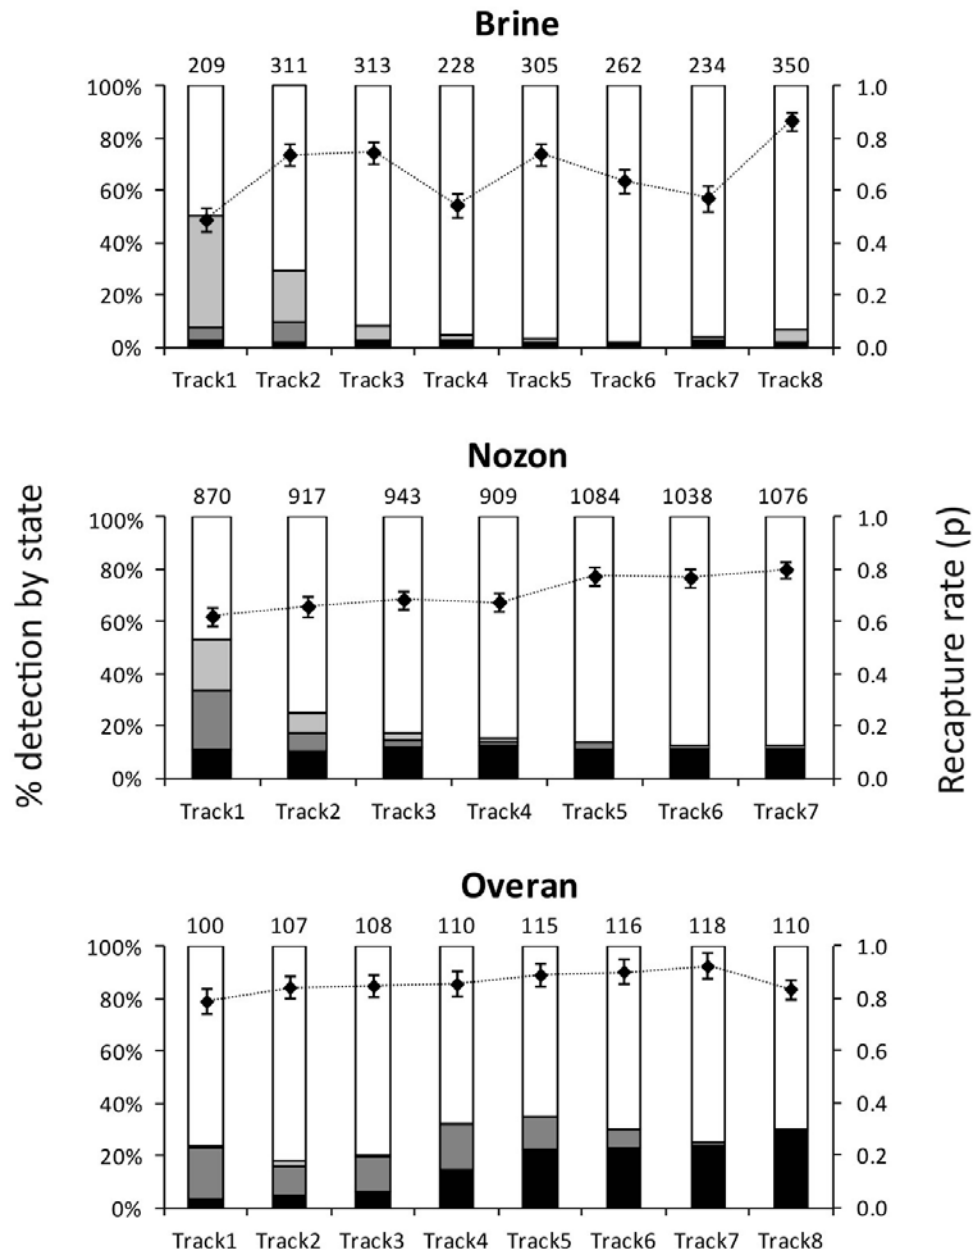 Brine
209 311 313 228 305 262 234 350
100% 1.0
80% 0.8
60% 0.6
40% 0.4
20% 0.2
0% 0.0
Track1 Track2 Track3 Track4 Track5 Track6 Track7 Track8
% detection by state
Recapture rate (p)
Nozon
870 917 943 909 1084 1038 1076
100% 1.0
80% 0.8
60% 0.6
40% 0.4
20% 0.2
0% 0.0
Track1 Track2 Track3 Track4 Track5 Track6 Track7
Overan
100 107 108 110 115 116 118 110
100% 1.0
80% 0.8
60% 0.6
40% 0.4
20% 0.2
0% 0.0
Track1 Track2 Track3 Track4 Track5 Track6 Track7 Track8